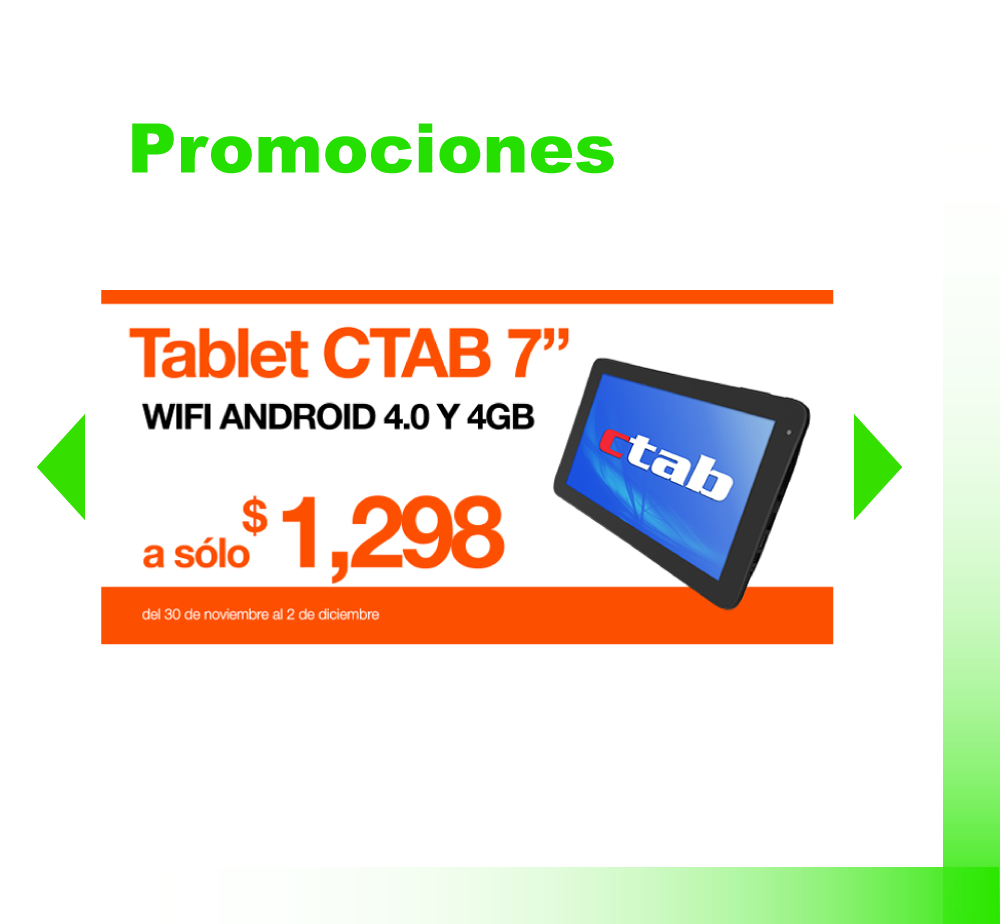 Promociones
Tablet CTAB 7”
WIFI ANDROID 4.0 Y 4GB
ctab
a sólo $ 1,298
del 30 de noviembre al 2 de diciembre